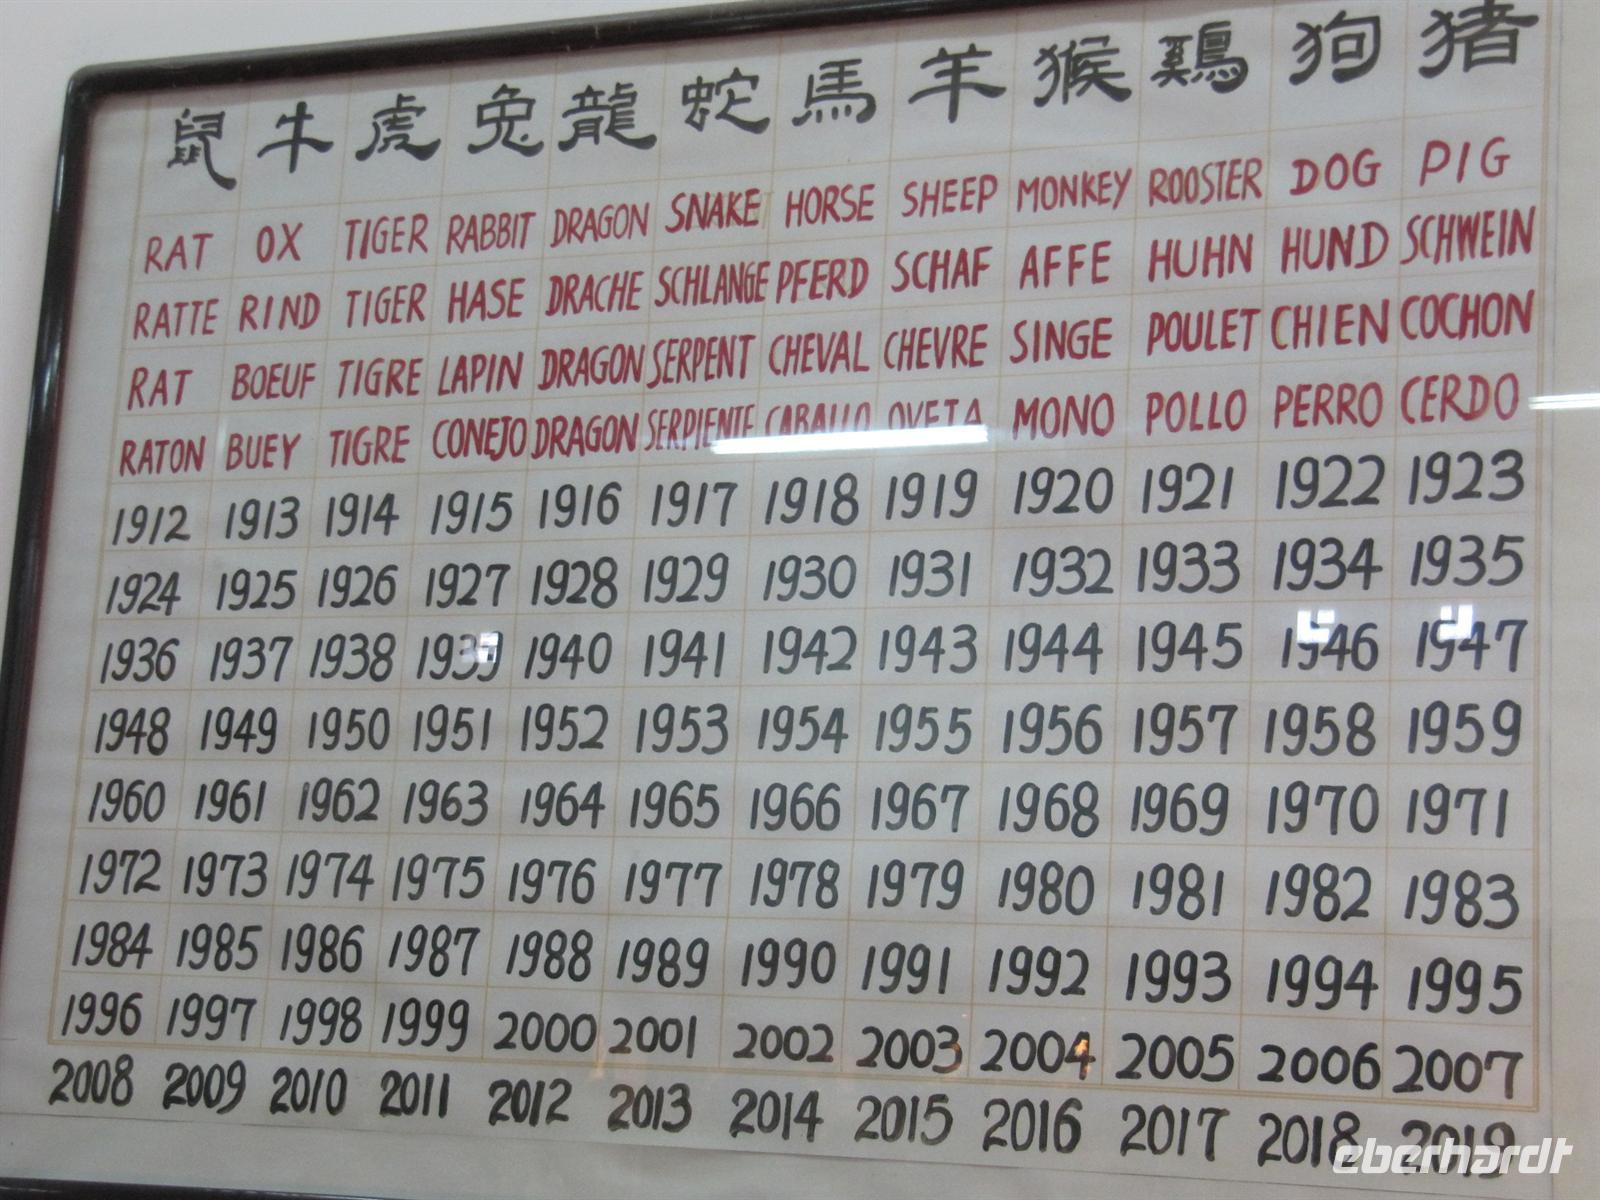 鼠 牛 虎 兔 龍 蛇 馬 羊 猴 鷄 狗 猪
RAT OX TIGER RABBIT DRAGON SNAKE HORSE SHEEP MONKEY ROOSTER DOG PIG
RATTE RIND TIGER HASE DRACHE SCHLANGE PFERD SCHAF AFFE HUHN HUND SCHWEIN
RAT BOEUF TIGRE LAPIN DRAGON SERPENT CHEVAL CHEVRE SINGE POULET CHIEN COCHON
RATON BUEY TIGRE CONEJO DRAGON SERPIENTE CABALLO OVEJA MONO POLLO PERRO CERDO
1912 1913 1914 1915 1916 1917 1918 1919 1920 1921 1922 1923
1924 1925 1926 1927 1928 1929 1930 1931 1932 1933 1934 1935
1936 1937 1938 1939 1940 1941 1942 1943 1944 1945 1946 1947
1948 1949 1950 1951 1952 1953 1954 1955 1956 1957 1958 1959
1960 1961 1962 1963 1964 1965 1966 1967 1968 1969 1970 1971
1972 1973 1974 1975 1976 1977 1978 1979 1980 1981 1982 1983
1984 1985 1986 1987 1988 1989 1990 1991 1992 1993 1994 1995
1996 1997 1998 1999 2000 2001 2002 2003 2004 2005 2006 2007
2008 2009 2010 2011 2012 2013 2014 2015 2016 2017 2018 2019
eberhardt